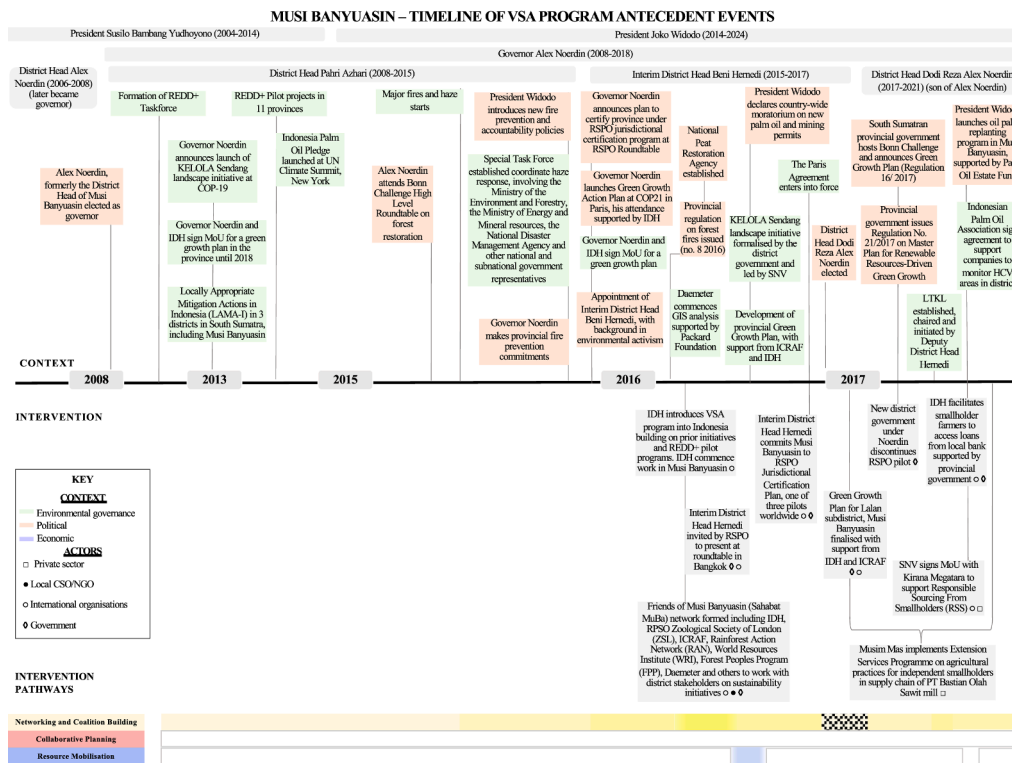 MUSI BANYUASIN – TIMELINE OF VSA PROGRAM ANTECEDENT EVENTS
President Susilo Bambang Yudhoyono (2004-2014)
President Joko Widodo (2014-2024)
Governor Alex Noerdin (2008-2018)
District Head Alex
Noerdin (2006-2008)
(later became
governor)
District Head Pahri Azhari (2008-2015)
Interim District Head Beni Hernedi (2015-2017)
District Head Dodi Reza Alex Noerdin
(2017-2021) (son of Alex Noerdin)
Alex Noerdin,
formerly the District
Head of Musi
Banyuasin elected as
governor
Formation of REDD+
Taskforce
Governor Noerdin
announces launch of
KELOLA Sendang
landscape initiative at
COP-19
Governor Noerdin and
IDH sign MoU for a green
growth plan in the
province until 2018
Locally Appropriate
Mitigation Actions in
Indonesia (LAMA-I) in 3
districts in South Sumatra,
including Musi Banyuasin
REDD+ Pilot projects in
11 provinces
Indonesia Palm
Oil Pledge
launched at UN
Climate Summit,
New York
Major fires and haze
starts
Alex Noerdin
attends Bonn
Challenge High
Level
Roundtable on
forest
restoration
President Widodo
introduces new fire
prevention and
accountability policies
Special Task Force
established coordinate haze
response, involving the
Ministry of the
Environment and Forestry,
the Ministry of Energy and
Mineral resources, the
National Disaster
Management Agency and
other national and
subnational government
representatives
Governor Noerdin
makes provincial fire
prevention
commitments
Governor Noerdin
announces plan to
certify province under
RSPO jurisdictional
certification program at
RSPO Roundtable
Governor Noerdin
launches Green Growth
Action Plan at COP21 in
Paris, his attendance
supported by IDH
Governor Noerdin and
IDH sign MoU for a
green growth plan
Appointment of
Interim District Head
Beni Hernedi, with
background in
environmental activism
National
Peat
Restoration
Agency
established
Provincial
regulation
on forest
fires issued
(no. 8 2016)
Daemeter
commences
GIS analysis
supported by
Packard
Foundation
President Widodo
declares country-wide
moratorium on new
palm oil and mining
permits
The Paris
Agreement
enters into force
KELOLA Sendang
landscape initiative
formalised by the
district
government and
led by SNV
Development of
provincial Green
Growth Plan, with
support from ICRAF
and IDH
District
Head Dodi
Reza Alex
Noerdin
elected
South Sumatran
provincial government
hosts Bonn Challenge
and announces Green
Growth Plan (Regulation
16/ 2017)
Provincial
government issues
Regulation No.
21/2017 on Master
Plan for Renewable
Resources-Driven
Green Growth
LTKL
established,
chaired and
initiated by
Deputy
District Head
Hernedi
President Widodo
launches oil palm
replanting
program in Musi
Banyuasin,
supported by Palm
Oil Estate Fund
Indonesian
Palm Oil
Association sign
agreement to
support
companies to
monitor HCV
areas in district
CONTEXT
2008
2013
2015
2016
2017
INTERVENTION
IDH introduces VSA
program into Indonesia
building on prior initiatives
and REDD+ pilot
programs. IDH commence
work in Musi Banyuasin ○
Interim District
Head Hernedi
invited by RSPO
to present at
roundtable in
Bangkok ◊ ○
Friends of Musi Banyuasin (Sahabat
MuBa) network formed including IDH,
RPSO Zoological Society of London
(ZSL), ICRAF, Rainforest Action
Network (RAN), World Resources
Institute (WRI), Forest Peoples Program
(FPP), Daemeter and others to work with
district stakeholders on sustainability
initiatives ○ ● ◊
Interim District
Head Hernedi
commits Musi
Banyuasin to
RSPO
Jurisdictional
Certification
Plan, one of
three pilots
worldwide ○ ◊
Green Growth
Plan for Lalan
subdistrict, Musi
Banyuasin
finalised with
support from
IDH and ICRAF
◊ ○
New district
government
under
Noerdin
discontinues
RSPO pilot ◊
IDH facilitates
smallholder
farmers to
access loans
from local bank
supported by
provincial
government ○ ◊
SNV signs MoU with
Kirana Megatara to
support Responsible
Sourcing From
Smallholders (RSS) ○ □
Musim Mas implements Extension
Services Programme on agricultural
practices for independent smallholders
in supply chain of PT Bastian Olah
Sawit mill □
KEY
CONTEXT
Environmental governance
Political
Economic
ACTORS
□ Private sector
● Local CSO/NGO
○ International organisations
◊ Government
INTERVENTION
PATHWAYS
Networking and Coalition Building
Collaborative Planning
Resource Mobilisation